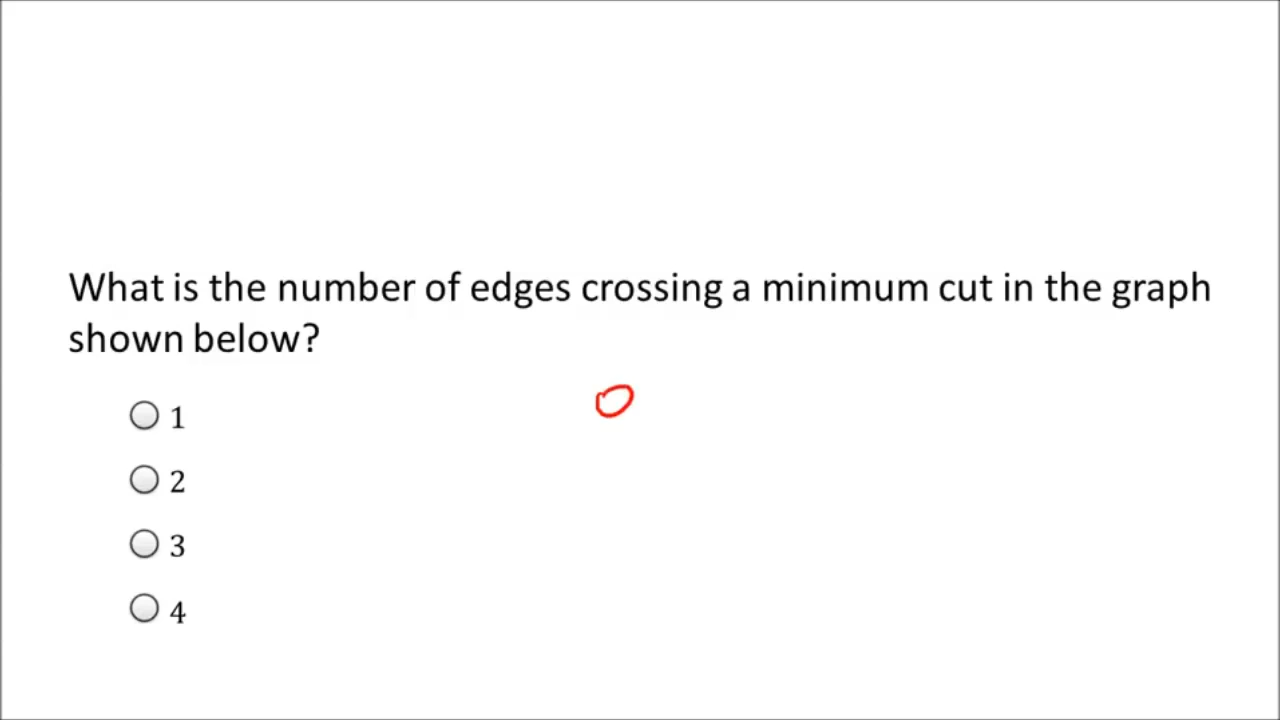 What is the number of edges crossing a minimum cut in the graph
shown below?
1
2
3
4